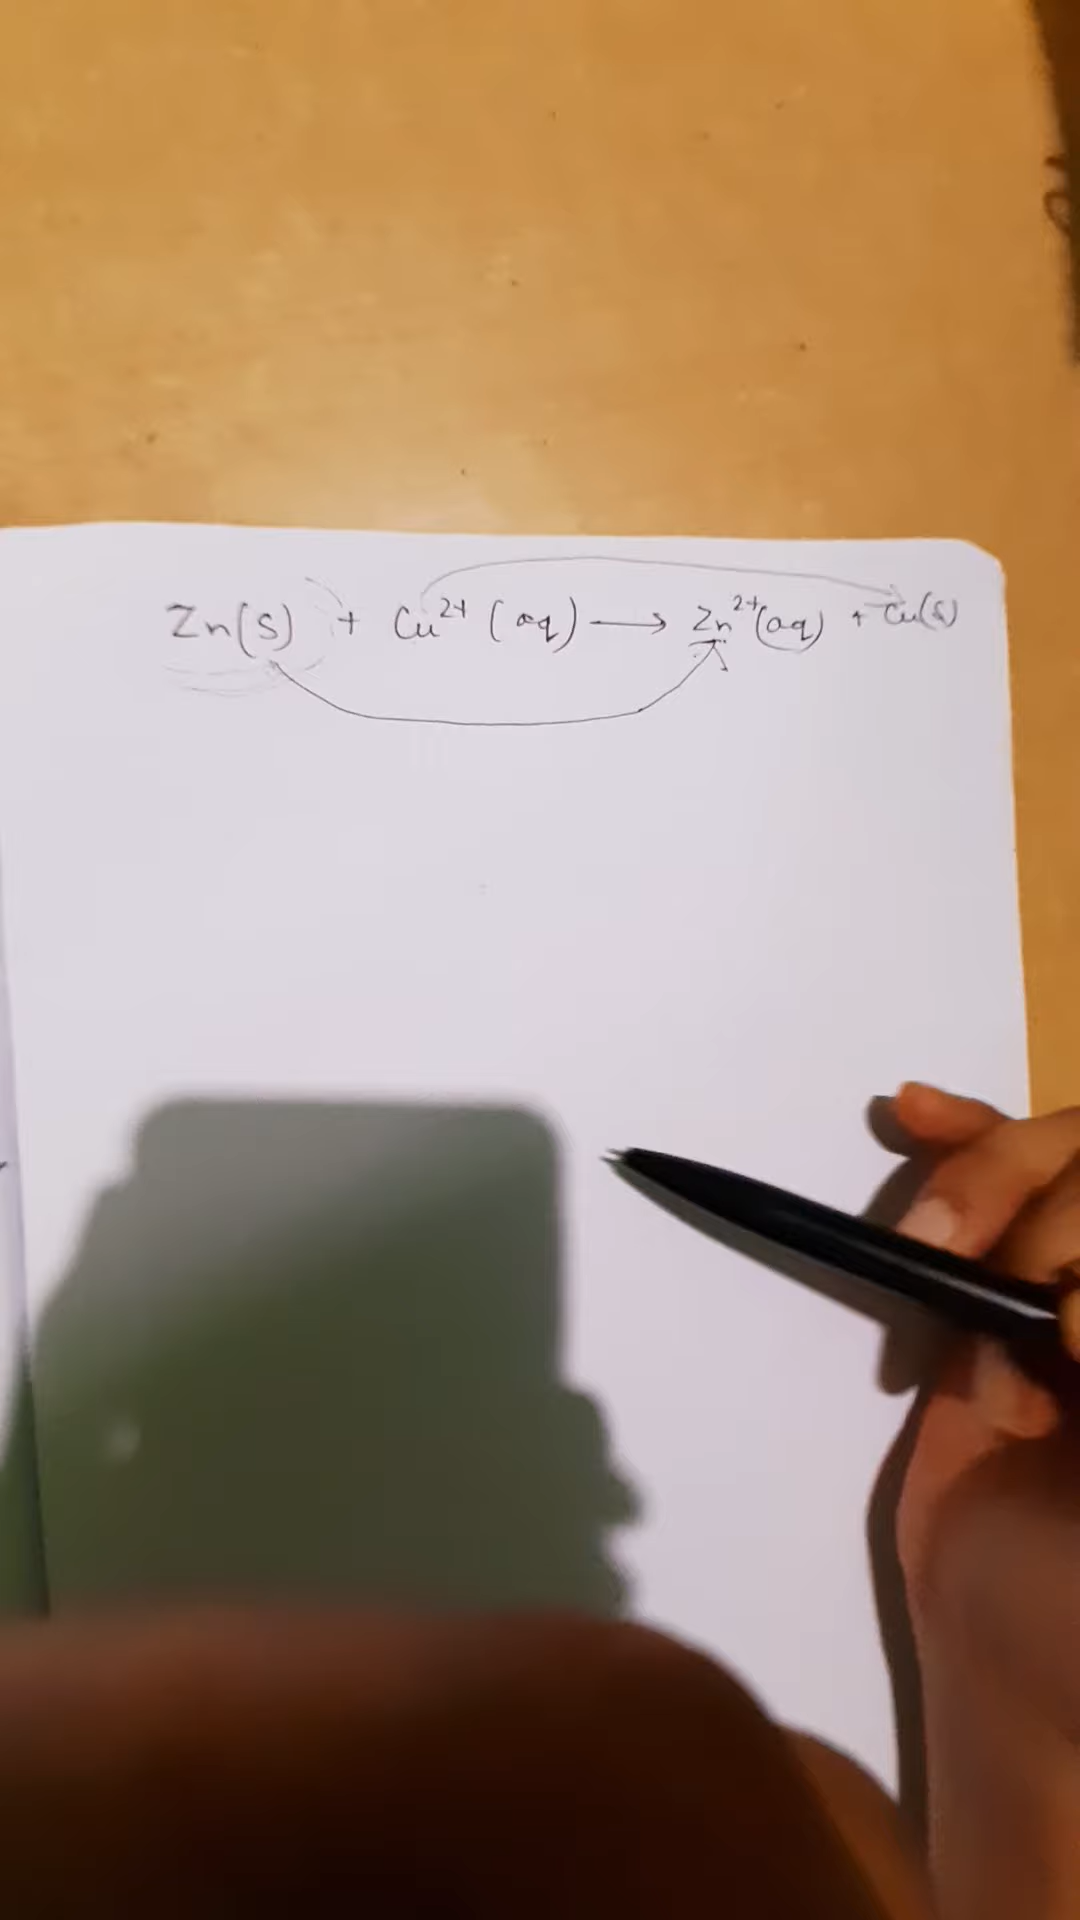 Zn(s) + Cu²⁺ (aq) → Zn²⁺(aq) + Cu(s)